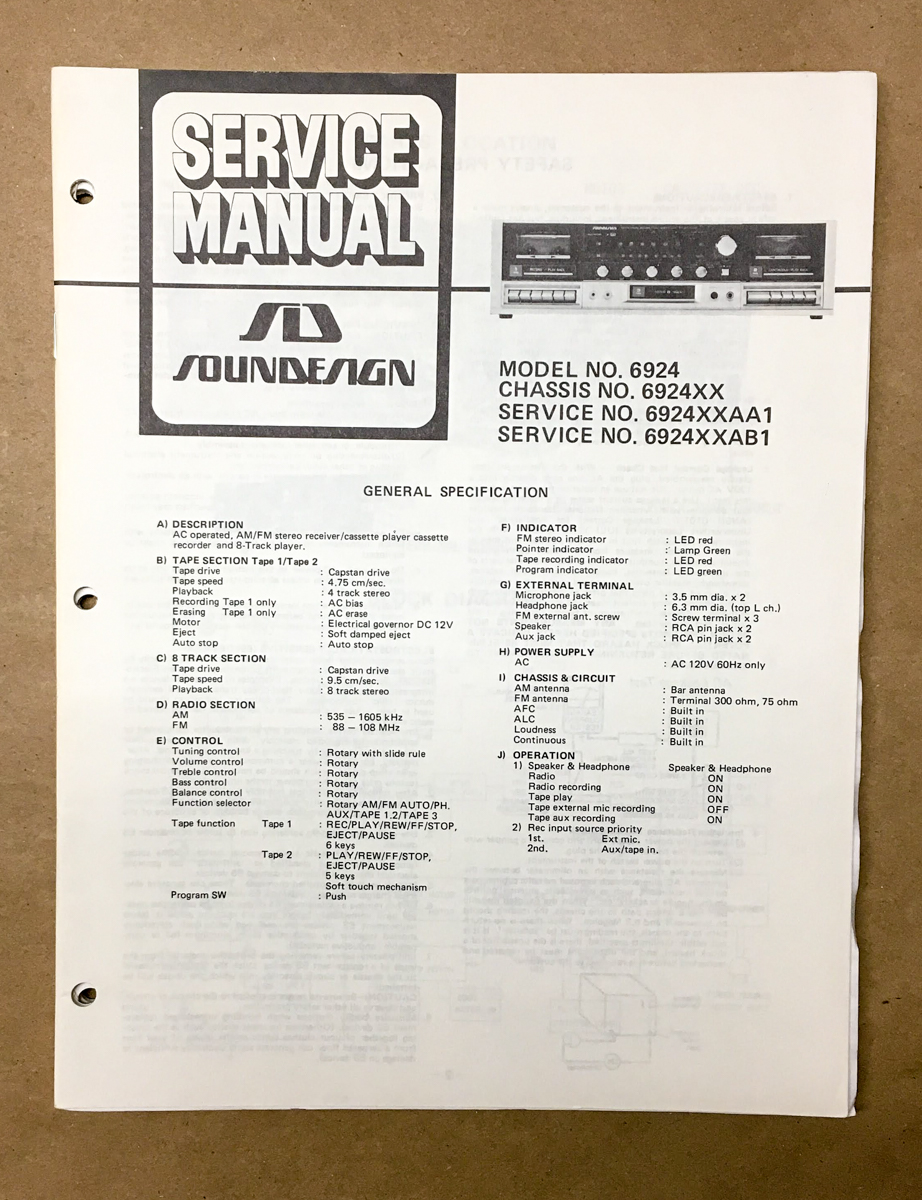 SERVICE
MANUAL
SD
SOUNDESIGN
SOUNDESIGN
MODEL NO. 6924
CHASSIS NO. 6924XX
SERVICE NO. 6924XXAA1
SERVICE NO. 6924XXAB1
GENERAL SPECIFICATION
A) DESCRIPTION
AC operated, AM/FM stereo receiver/cassette player cassette
recorder and 8-Track player.
B) TAPE SECTION Tape 1/Tape 2
Tape drive : Capstan drive
Tape speed : 4.75 cm/sec.
Playback : 4 track stereo
Recording Tape 1 only : AC bias
Erasing Tape 1 only : AC erase
Motor : Electrical governor DC 12V
Eject : Soft damped eject
Auto stop : Auto stop
C) 8 TRACK SECTION
Tape drive : Capstan drive
Tape speed : 9.5 cm/sec.
Playback : 8 track stereo
D) RADIO SECTION
AM : 535 — 1605 kHz
FM : 88 — 108 MHz
E) CONTROL
Tuning control : Rotary with slide rule
Volume control : Rotary
Treble control : Rotary
Bass control : Rotary
Balance control : Rotary
Function selector : Rotary AM/FM AUTO/PH.
AUX/TAPE 1.2/TAPE 3
Tape function Tape 1 : REC/PLAY/REW/FF/STOP,
EJECT/PAUSE
6 keys
Tape 2 : PLAY/REW/FF/STOP,
EJECT/PAUSE
5 keys
Soft touch mechanism
Program SW : Push
F) INDICATOR
FM stereo indicator : LED red
Pointer indicator : Lamp Green
Tape recording indicator : LED red
Program indicator : LED green
G) EXTERNAL TERMINAL
Microphone jack : 3.5 mm dia. x 2
Headphone jack : 6.3 mm dia. (top L ch.)
FM external ant. screw : Screw terminal x 3
Speaker : RCA pin jack x 2
Aux jack : RCA pin jack x 2
H) POWER SUPPLY
AC : AC 120V 60Hz only
I) CHASSIS & CIRCUIT
AM antenna : Bar antenna
FM antenna : Terminal 300 ohm, 75 ohm
AFC : Built in
ALC : Built in
Loudness : Built in
Continuous : Built in
J) OPERATION
1) Speaker & Headphone Speaker & Headphone
Radio ON
Radio recording ON
Tape play ON
Tape external mic recording OFF
Tape aux recording ON
2) Rec input source priority
1st. Ext mic.
2nd. Aux/tape in.